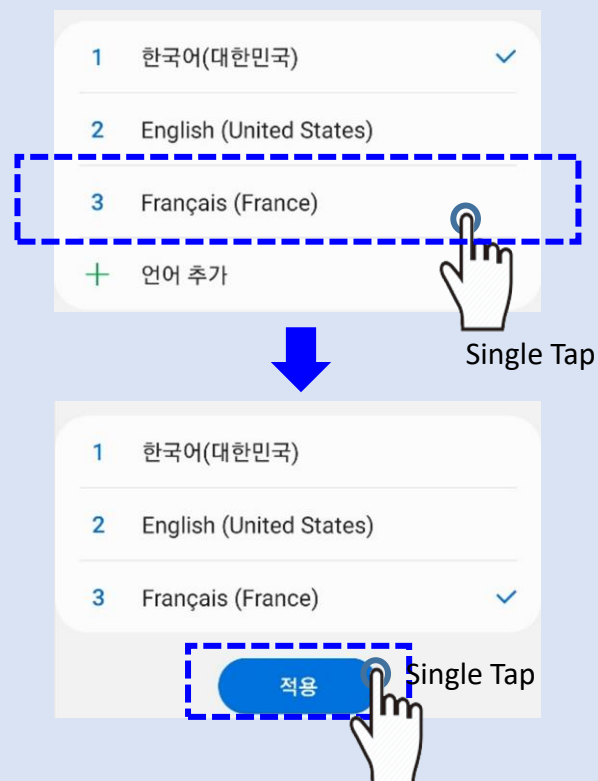 1 한국어(대한민국)
2 English (United States)
3 Français (France)
+ 언어 추가
Single Tap
1 한국어(대한민국)
2 English (United States)
3 Français (France)
적용
Single Tap